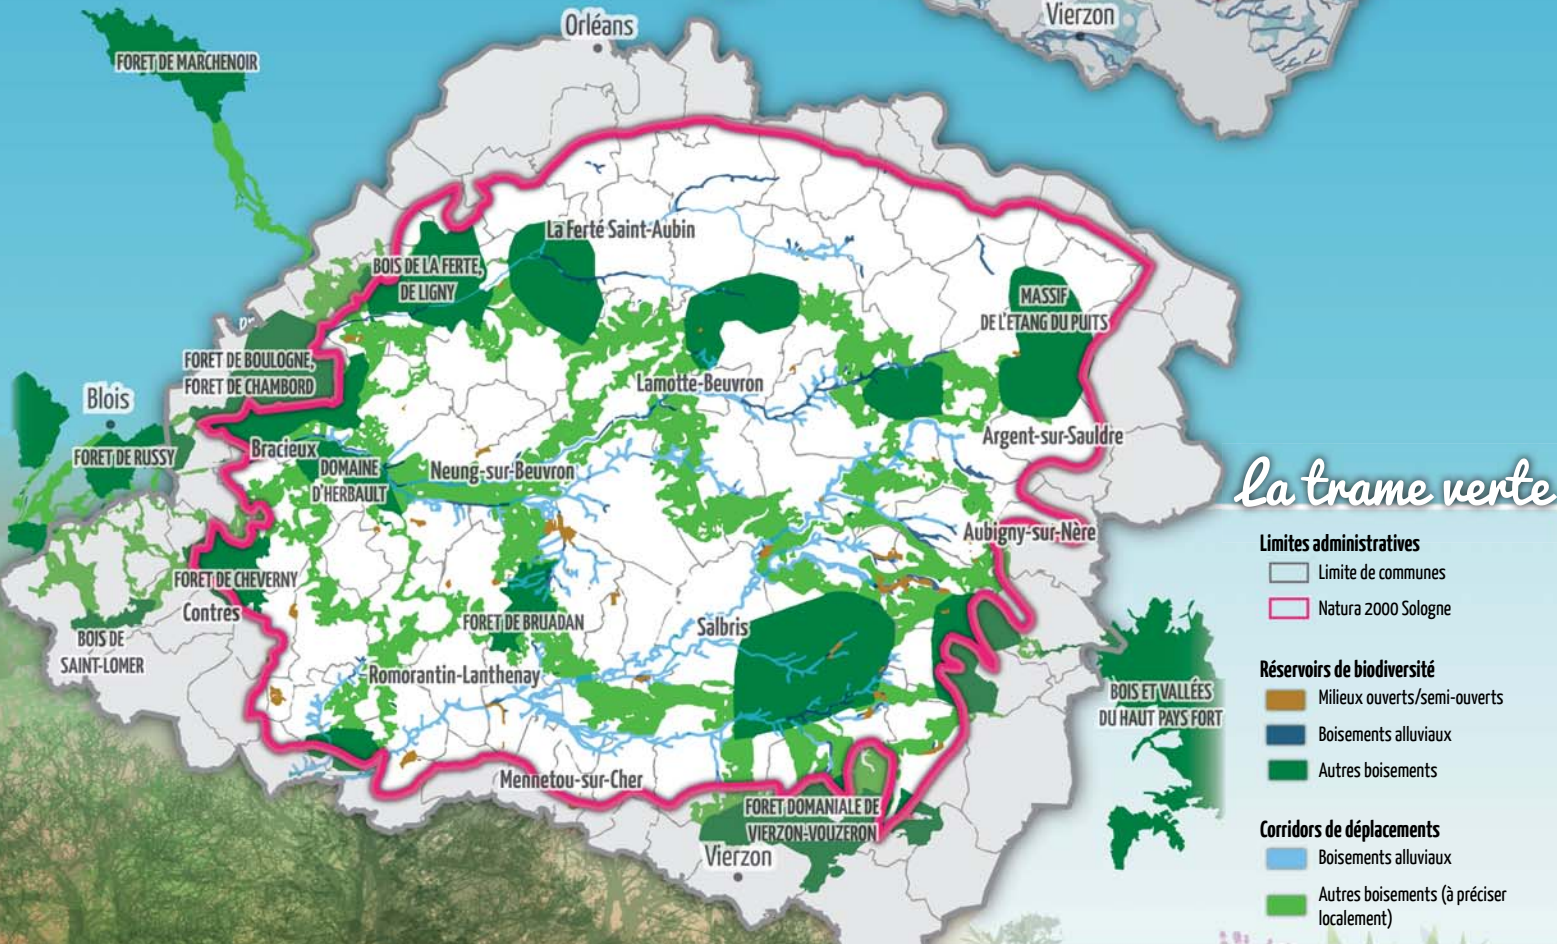 Orléans
Vierzon
FORET DE MARCHENOIR
La Ferté Saint-Aubin
BOIS DE LA FERTE,
DE LIGNY
MASSIF
DE L'ETANG DU PUITS
FORET DE BOULOGNE,
FORET DE CHAMBORD
Lamotte-Beuvron
Blois
Argent-sur-Sauldre
FORET DE RUSSY
Bracieux
DOMAINE
D'HERBAULT
Neung-sur-Beuvron
Aubigny-sur-Nère
FORET DE CHEVERNY
Contres
FORET DE BRUADAN
Salbris
BOIS DE
SAINT-LOMER
Romorantin-Lanthenay
BOIS ET VALLÉES
DU HAUT PAYS FORT
Mennetou-sur-Cher
FORET DOMANIALE DE
VIERZON-VOUZERON
Vierzon
La trame verte
Limites administratives
Limite de communes
Natura 2000 Sologne
Réservoirs de biodiversité
Milieux ouverts/semi-ouverts
Boisements alluviaux
Autres boisements
Corridors de déplacements
Boisements alluviaux
Autres boisements (à préciser
localement)